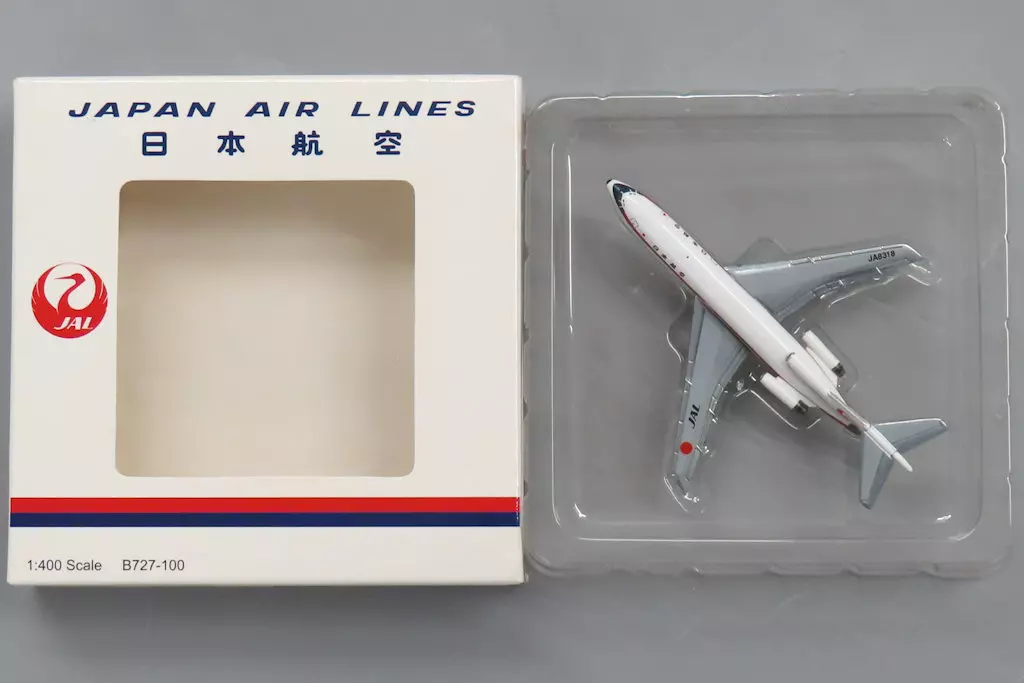 JAPAN AIR LINES
日本航空
JAL
1:400 Scale B727-100
JA8318
JAL